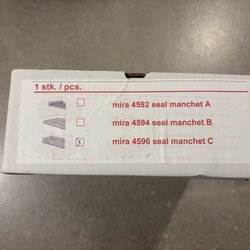 1 stk. / pcs.
mira 4592 seal manchet A
mira 4594 seal manchet B
mira 4596 seal manchet C